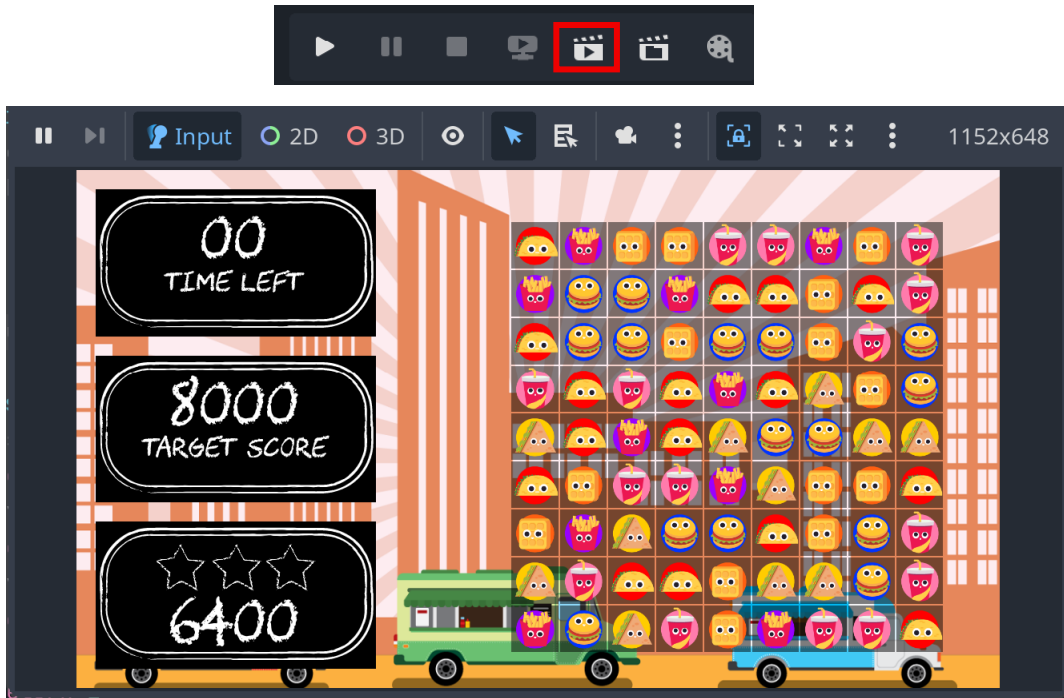 Input 2D 3D 1152x648
00
TIME LEFT
8000
TARGET SCORE
6400